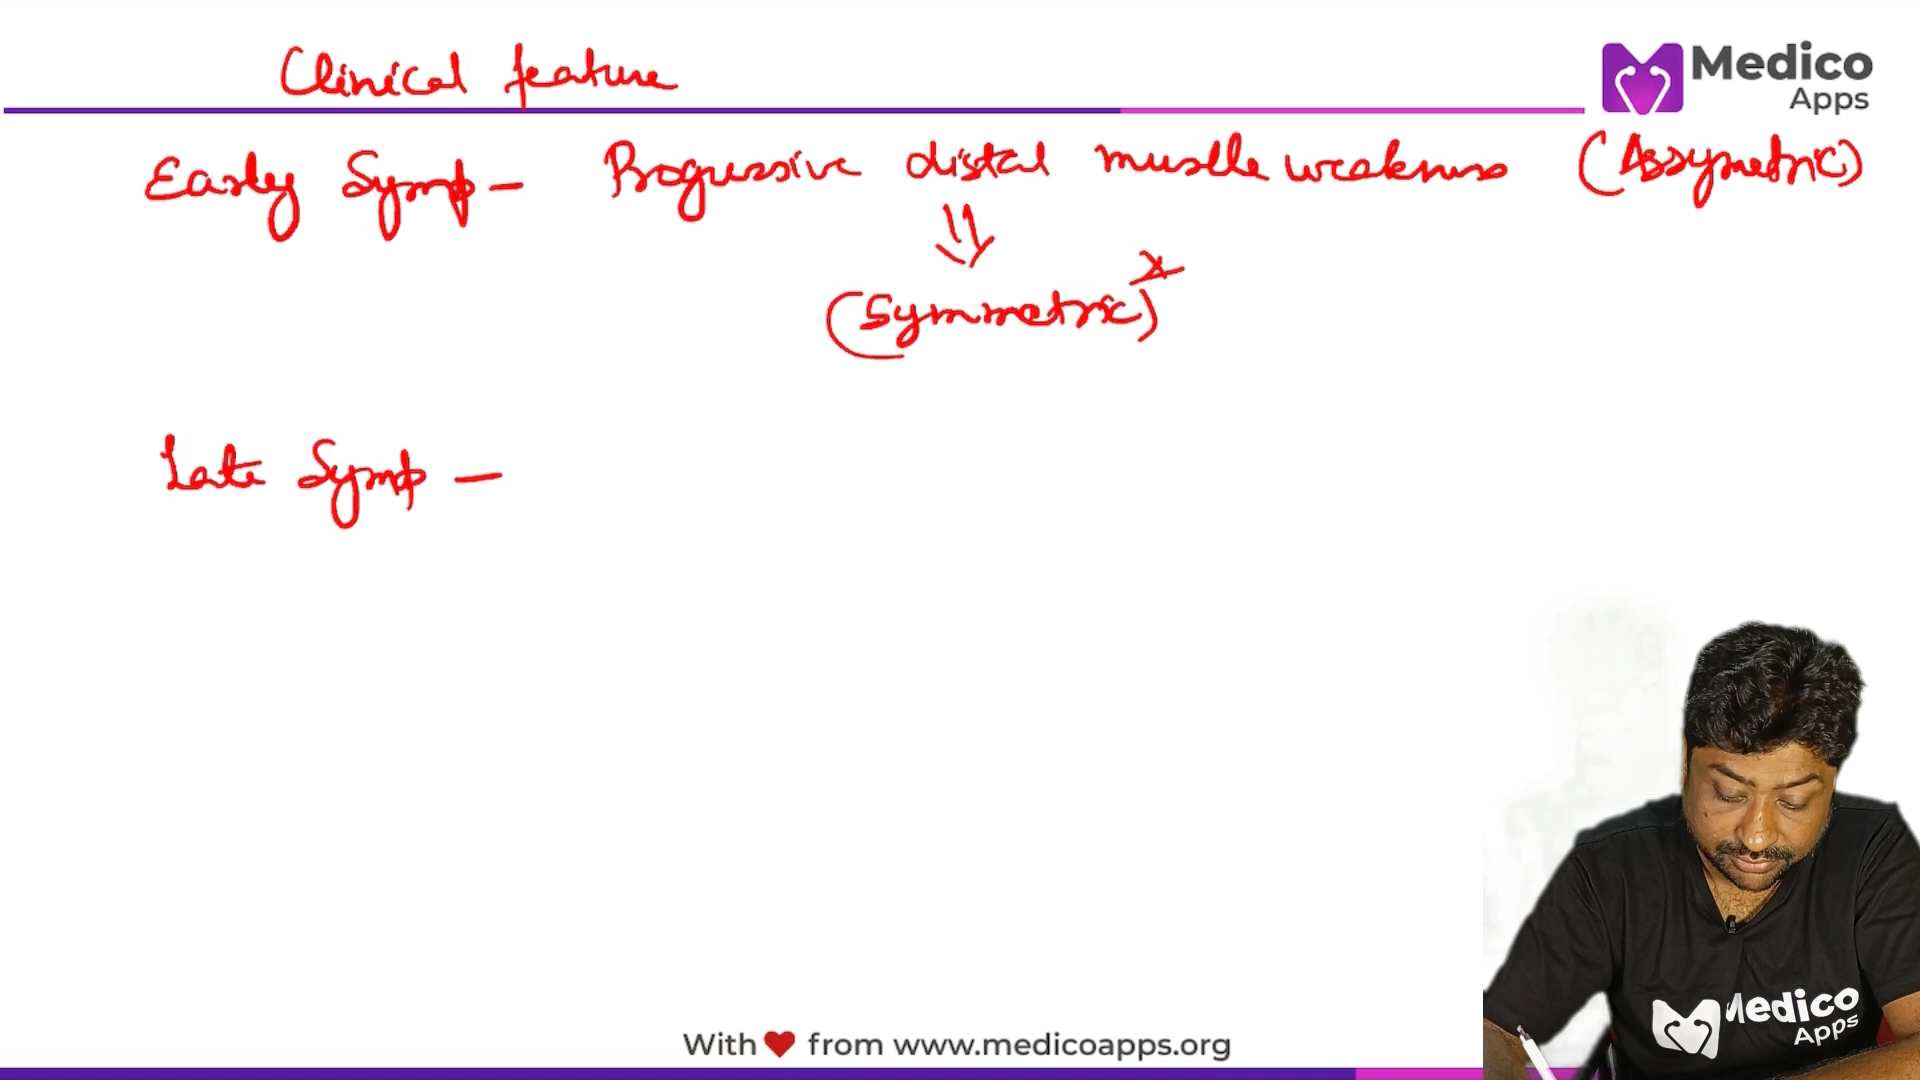 Clinical feature
Medico
Apps
Early Symp - Progressive distal muscle weakness (Assymetric)
(Symmetric)
Late Symp -
Medico
Apps
With ❤ from www.medicoapps.org